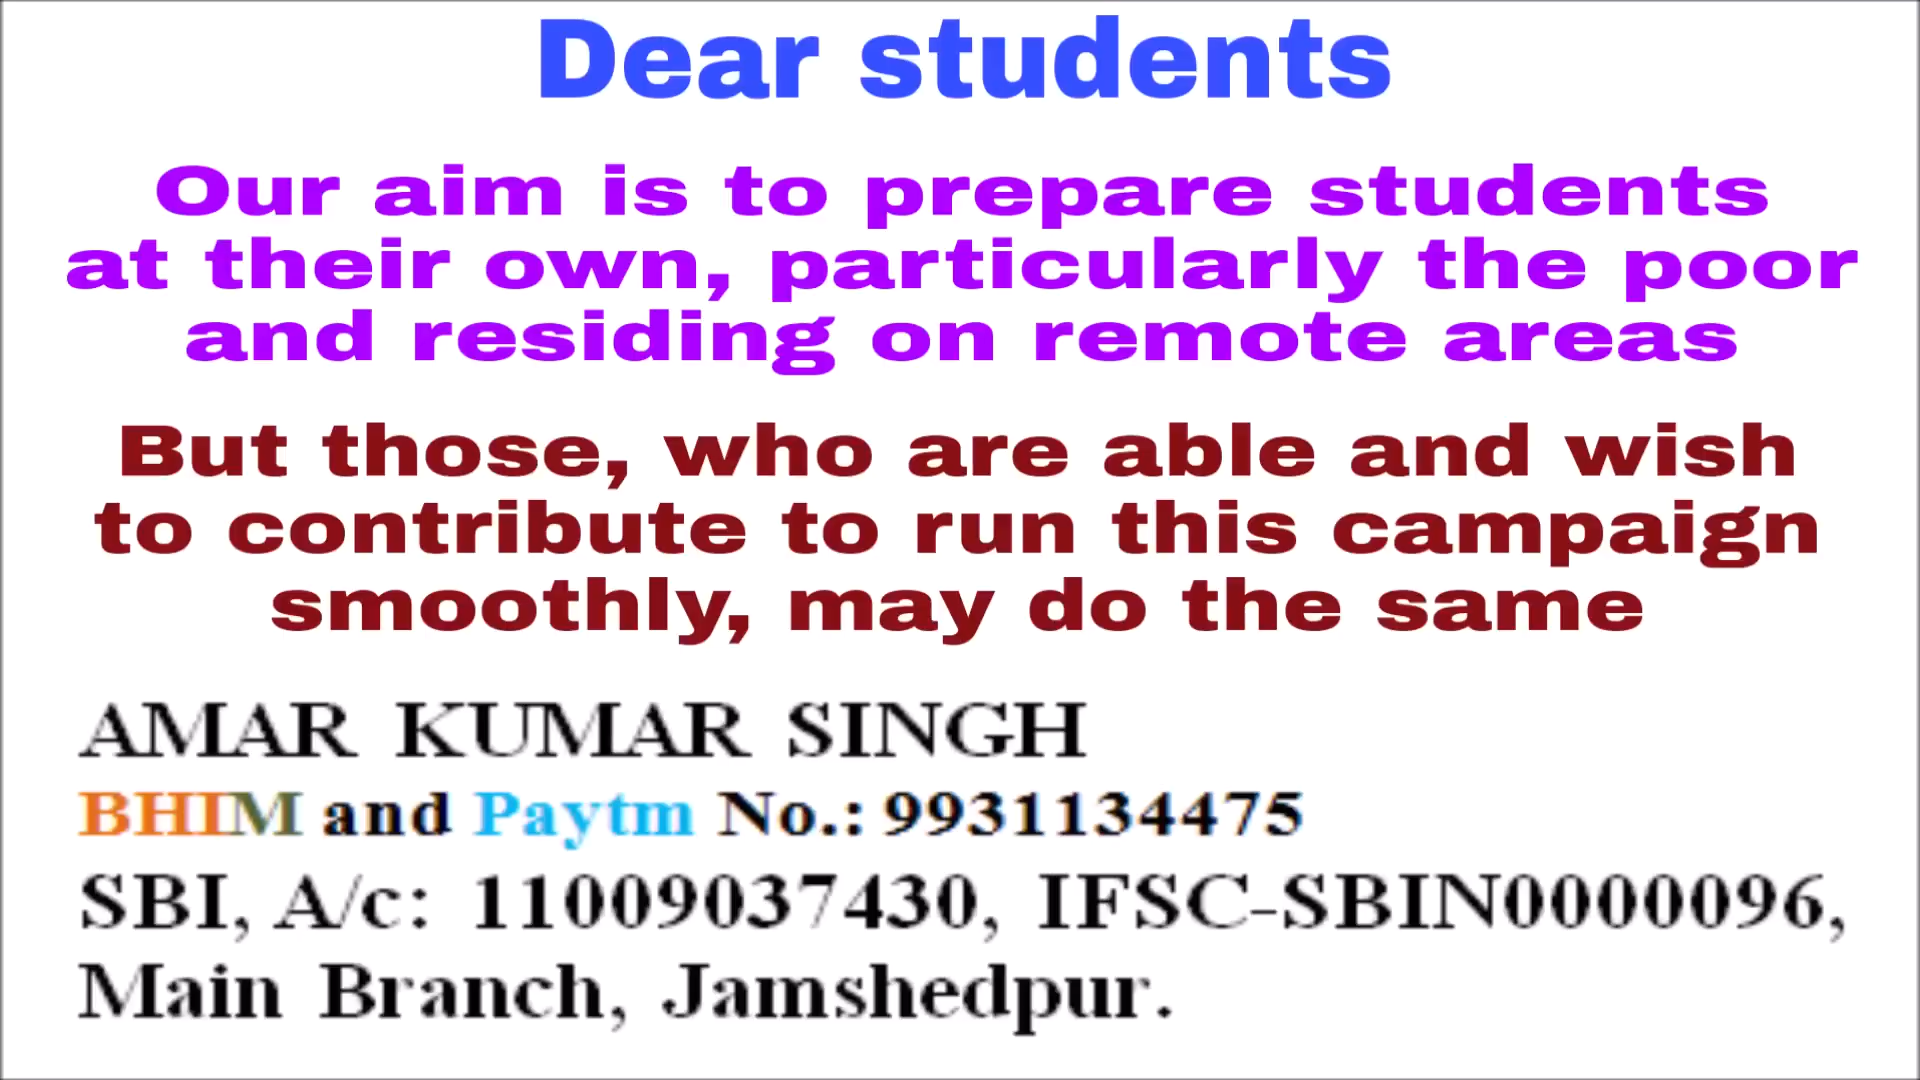 Dear students
Our aim is to prepare students
at their own, particularly the poor
and residing on remote areas
But those, who are able and wish
to contribute to run this campaign
smoothly, may do the same
AMAR KUMAR SINGH
BHIM and Paytm No.: 9931134475
SBI, A/c: 11009037430, IFSC-SBIN0000096,
Main Branch, Jamshedpur.